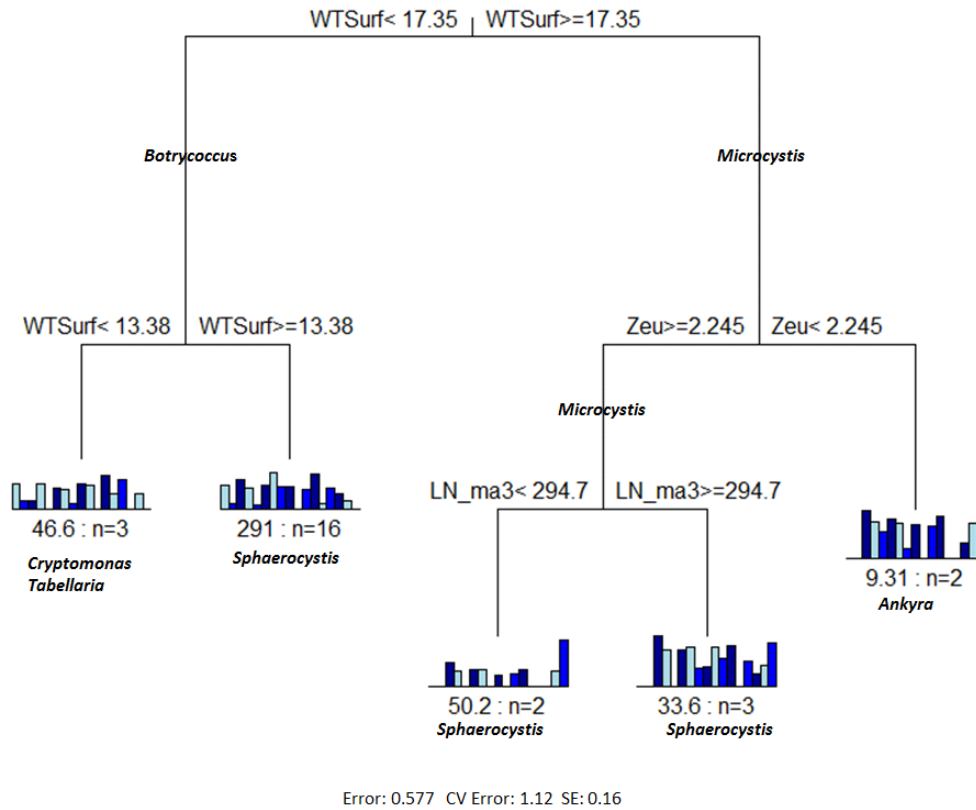 WTSurf< 17.35 WTSurf>=17.35
Botrycoccus
Microcystis
WTSurf< 13.38 WTSurf>=13.38
Zeu>=2.245 Zeu< 2.245
Microcystis
LN_ma3< 294.7 LN_ma3>=294.7
46.6 : n=3
Cryptomonas
Tabellaria
291 : n=16
Sphaerocystis
9.31 : n=2
Ankyra
50.2 : n=2
Sphaerocystis
33.6 : n=3
Sphaerocystis
Error: 0.577 CV Error: 1.12 SE: 0.16